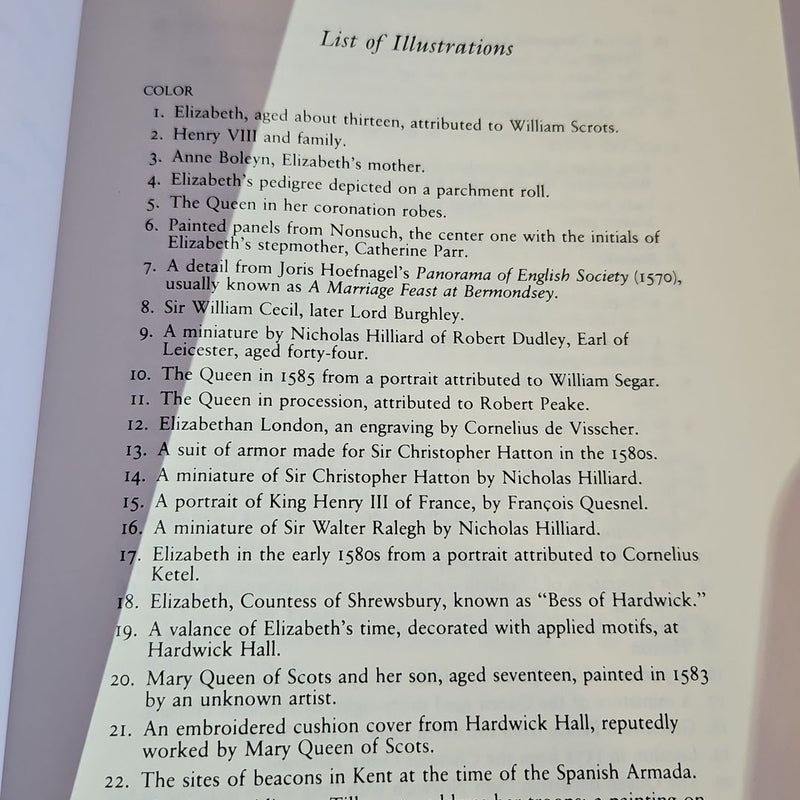 List of Illustrations
COLOR
1. Elizabeth, aged about thirteen, attributed to William Scrots.
2. Henry VIII and family.
3. Anne Boleyn, Elizabeth's mother.
4. Elizabeth's pedigree depicted on a parchment roll.
5. The Queen in her coronation robes.
6. Painted panels from Nonsuch, the center one with the initials of
Elizabeth's stepmother, Catherine Parr.
7. A detail from Joris Hoefnagel's Panorama of English Society (1570),
usually known as A Marriage Feast at Bermondsey.
8. Sir William Cecil, later Lord Burghley.
9. A miniature by Nicholas Hilliard of Robert Dudley, Earl of
Leicester, aged forty-four.
10. The Queen in 1585 from a portrait attributed to William Segar.
11. The Queen in procession, attributed to Robert Peake.
12. Elizabethan London, an engraving by Cornelius de Visscher.
13. A suit of armor made for Sir Christopher Hatton in the 1580s.
14. A miniature of Sir Christopher Hatton by Nicholas Hilliard.
15. A portrait of King Henry III of France, by François Quesnel.
16. A miniature of Sir Walter Ralegh by Nicholas Hilliard.
17. Elizabeth in the early 1580s from a portrait attributed to Cornelius
Ketel.
18. Elizabeth, Countess of Shrewsbury, known as "Bess of Hardwick."
19. A valance of Elizabeth's time, decorated with applied motifs, at
Hardwick Hall.
20. Mary Queen of Scots and her son, aged seventeen, painted in 1583
by an unknown artist.
21. An embroidered cushion cover from Hardwick Hall, reputedly
worked by Mary Queen of Scots.
22. The sites of beacons in Kent at the time of the Spanish Armada.
her troops: a painting on